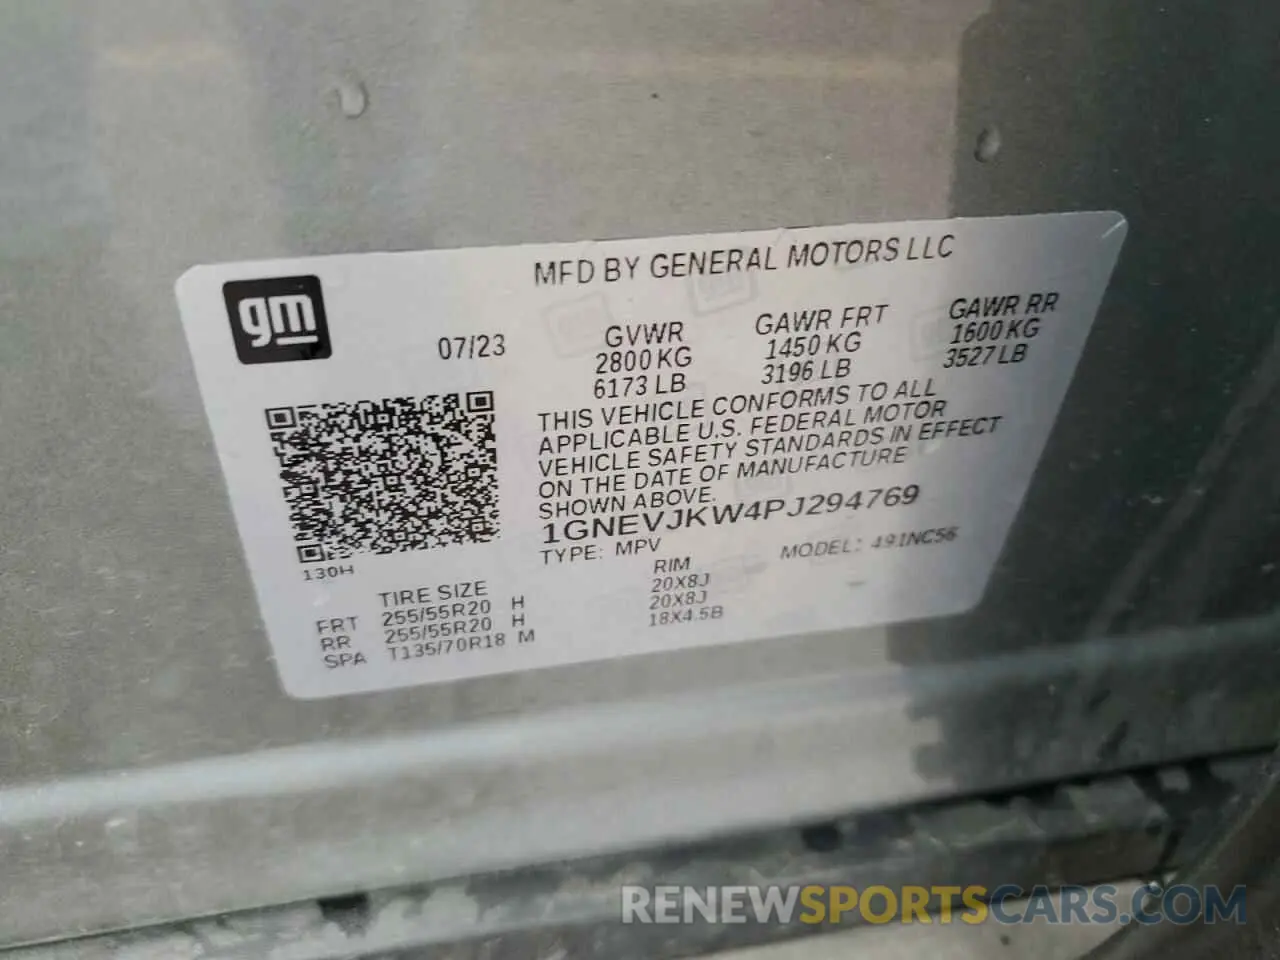 MFD BY GENERAL MOTORS LLC
gm
07/23
GVWR GAWR FRT GAWR RR
2800 KG 1450 KG 1600 KG
6173 LB 3196 LB 3527 LB
THIS VEHICLE CONFORMS TO ALL
APPLICABLE U.S. FEDERAL MOTOR
VEHICLE SAFETY STANDARDS IN EFFECT
ON THE DATE OF MANUFACTURE
SHOWN ABOVE.
1GNEVJKW4PJ294769
TYPE: MPV MODEL: 491NC56
130H
TIRE SIZE RIM
FRT 255/55R20 H 20X8J
RR 255/55R20 H 20X8J
SPA T135/70R18 M 18X4.5B
RENEWSPORTSCARS.COM